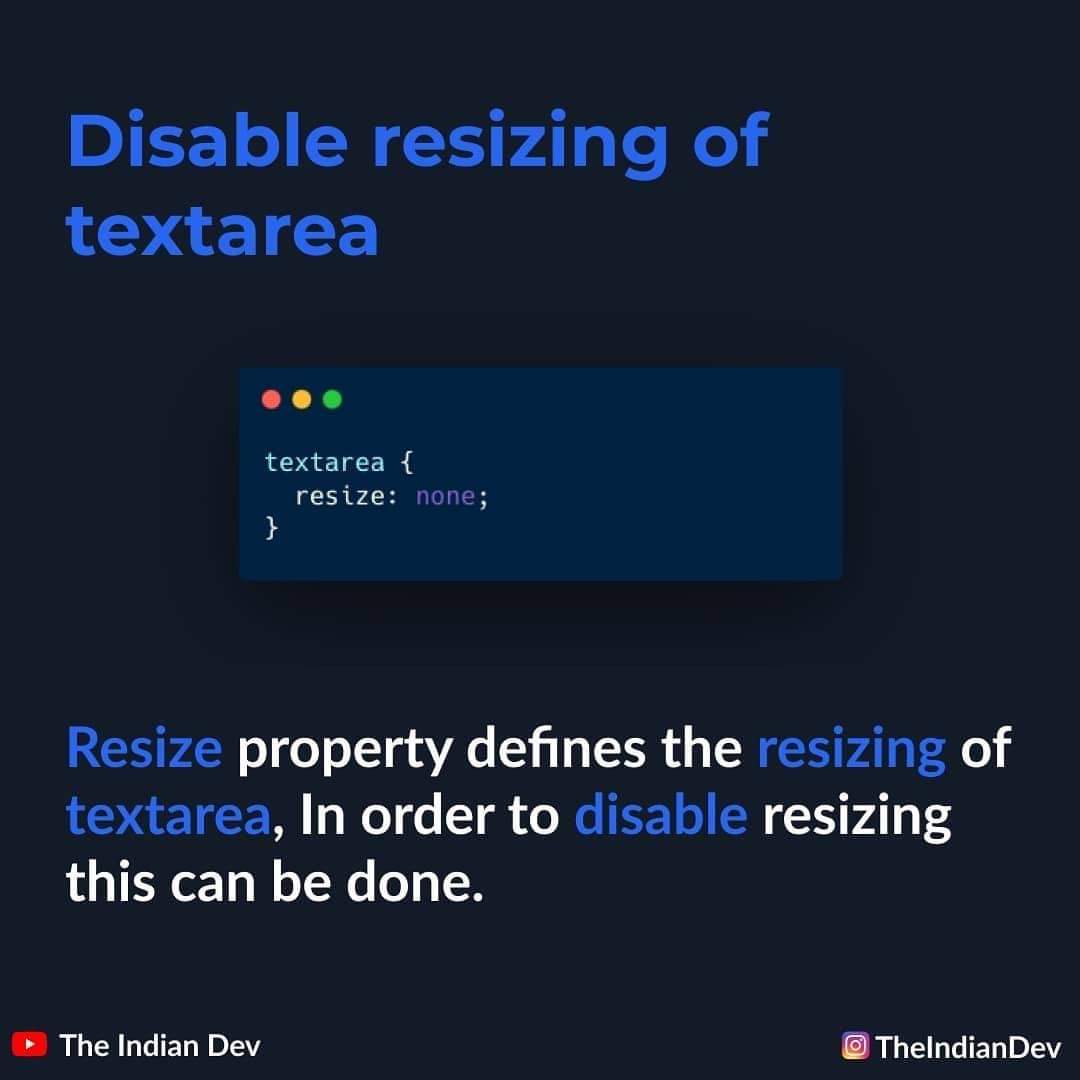 Disable resizing of
textarea
textarea {
  resize: none;
}
Resize property defines the resizing of
textarea, In order to disable resizing
this can be done.
The Indian Dev
TheIndianDev